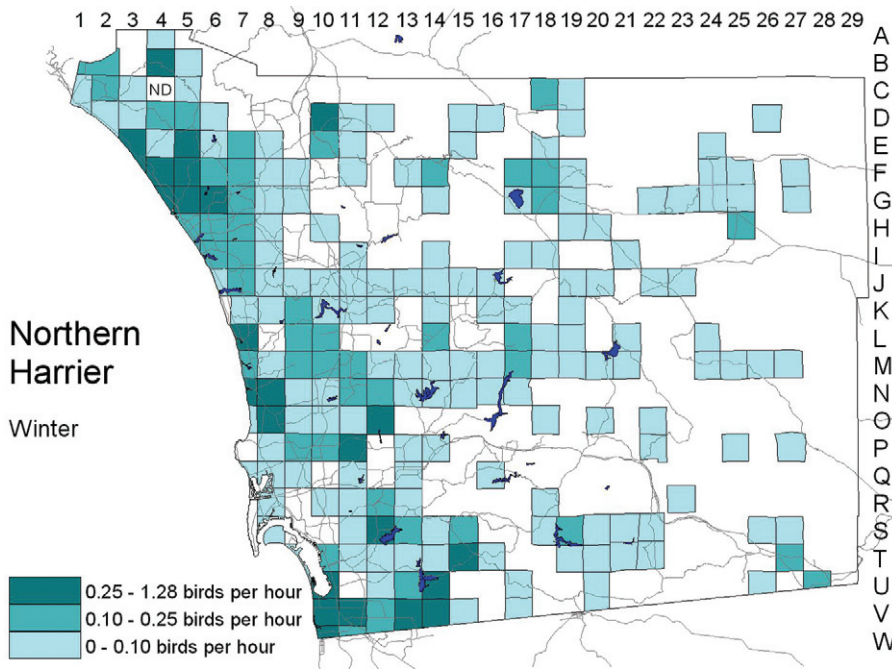 1 2 3 4 5 6 7 8 9 10 11 12 13 14 15 16 17 18 19 20 21 22 23 24 25 26 27 28 29
A
B
C
ND
D
E
F
G
H
I
J
K
L
M
N
O
P
Q
R
S
T
U
V
W
Northern
Harrier
Winter
0.25 - 1.28 birds per hour
0.10 - 0.25 birds per hour
0 - 0.10 birds per hour